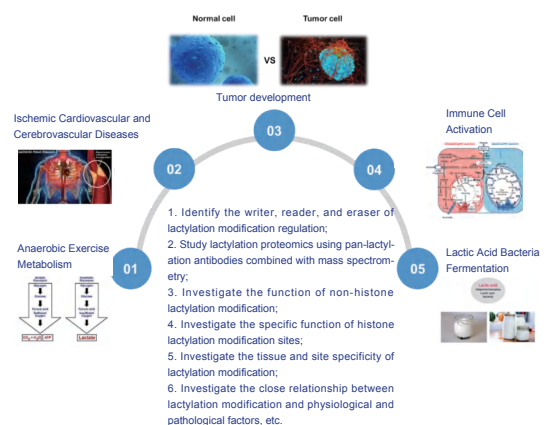 Normal cell
Tumor cell
VS
Tumor development
Ischemic Cardiovascular and
Cerebrovascular Diseases
Immune Cell
Activation
03
02
04
Anaerobic Exercise
Metabolism
01
05
Lactic Acid Bacteria
Fermentation
Lactic acid
Lactate
1. Identify the writer, reader, and eraser of
lactylation modification regulation;
2. Study lactylation proteomics using pan-lactyl-
ation antibodies combined with mass spectrom-
etry;
3. Investigate the function of non-histone
lactylation modification;
4. Investigate the specific function of histone
lactylation modification sites;
5. Investigate the tissue and site specificity of
lactylation modification;
6. Investigate the close relationship between
lactylation modification and physiological and
pathological factors, etc.